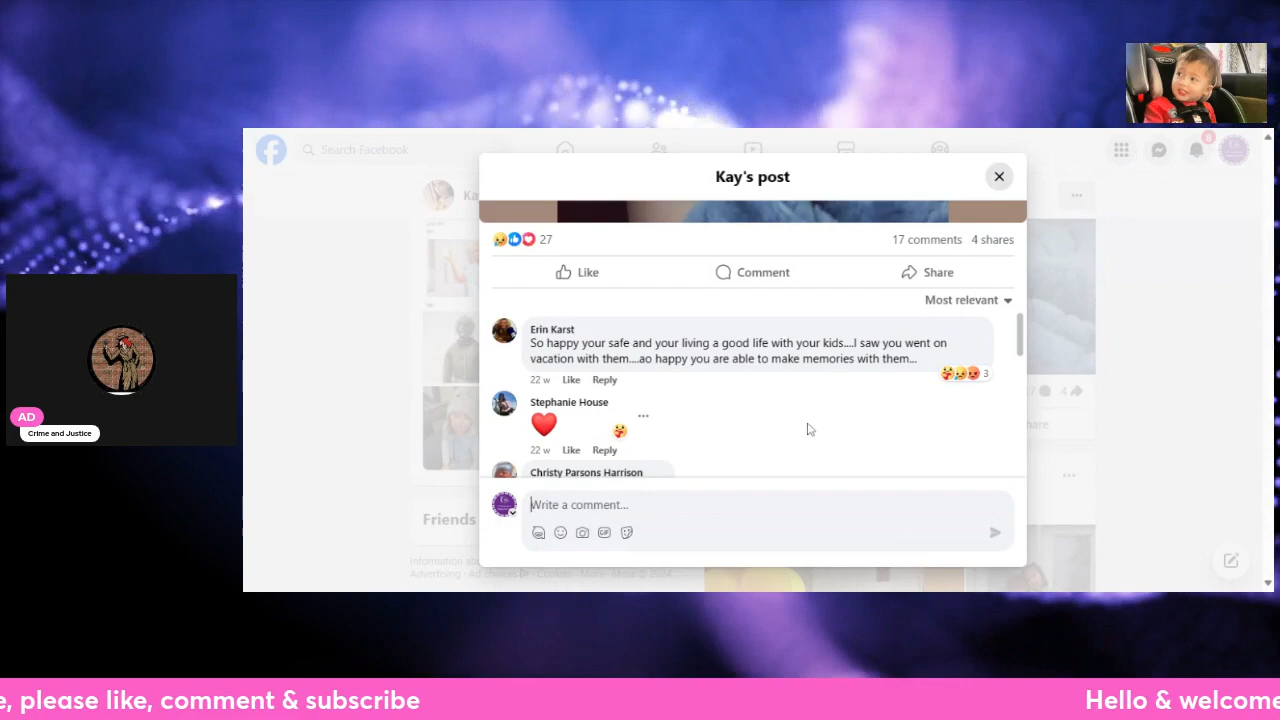 Search Facebook
Kay's post
Ka
27
17 comments 4 shares
Like
Comment
Share
Most relevant
Erin Karst
So happy your safe and your living a good life with your kids....I saw you went on
vacation with them....ao happy you are able to make memories with them...
3
22 w Like Reply
Stephanie House
22 w Like Reply
Christy Parsons Harrison
Write a comment...
GIF
Friends
AD
Crime and Justice
e, please like, comment & subscribe
Hello & welcome